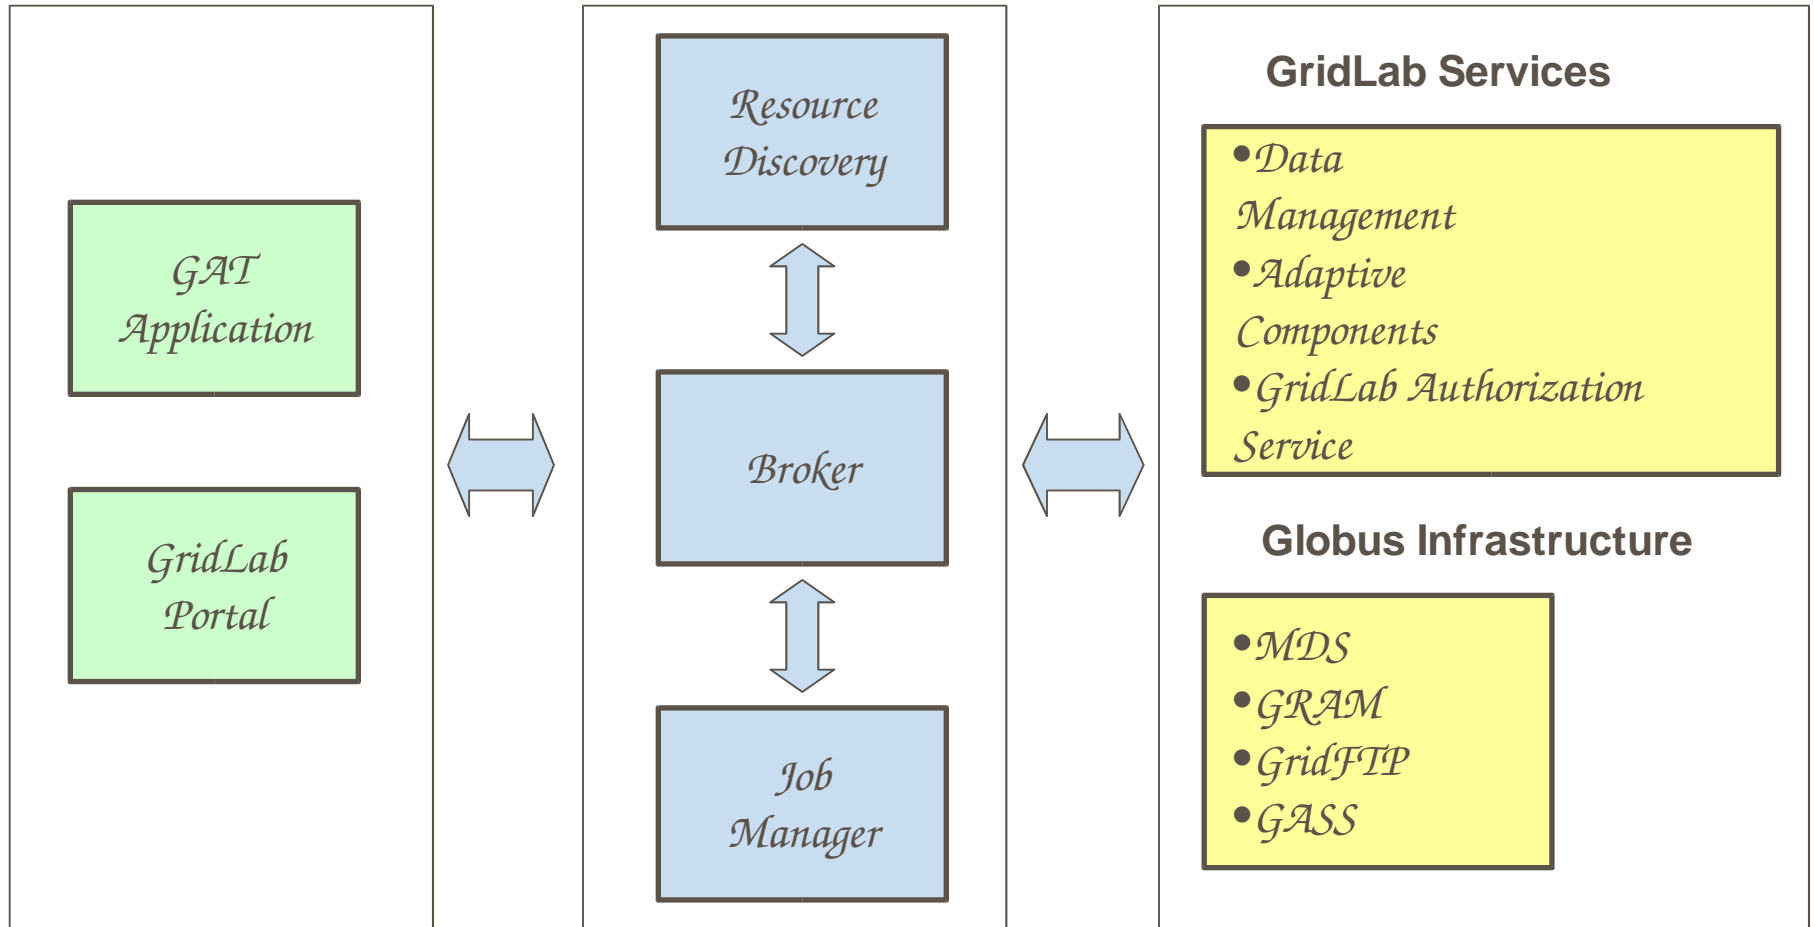 GAT
Application
GridLab
Portal
Resource
Discovery
Broker
Job
Manager
GridLab Services
•Data
Management
•Adaptive
Components
•GridLab Authorization
Service
Globus Infrastructure
•MDS
•GRAM
•GridFTP
•GASS